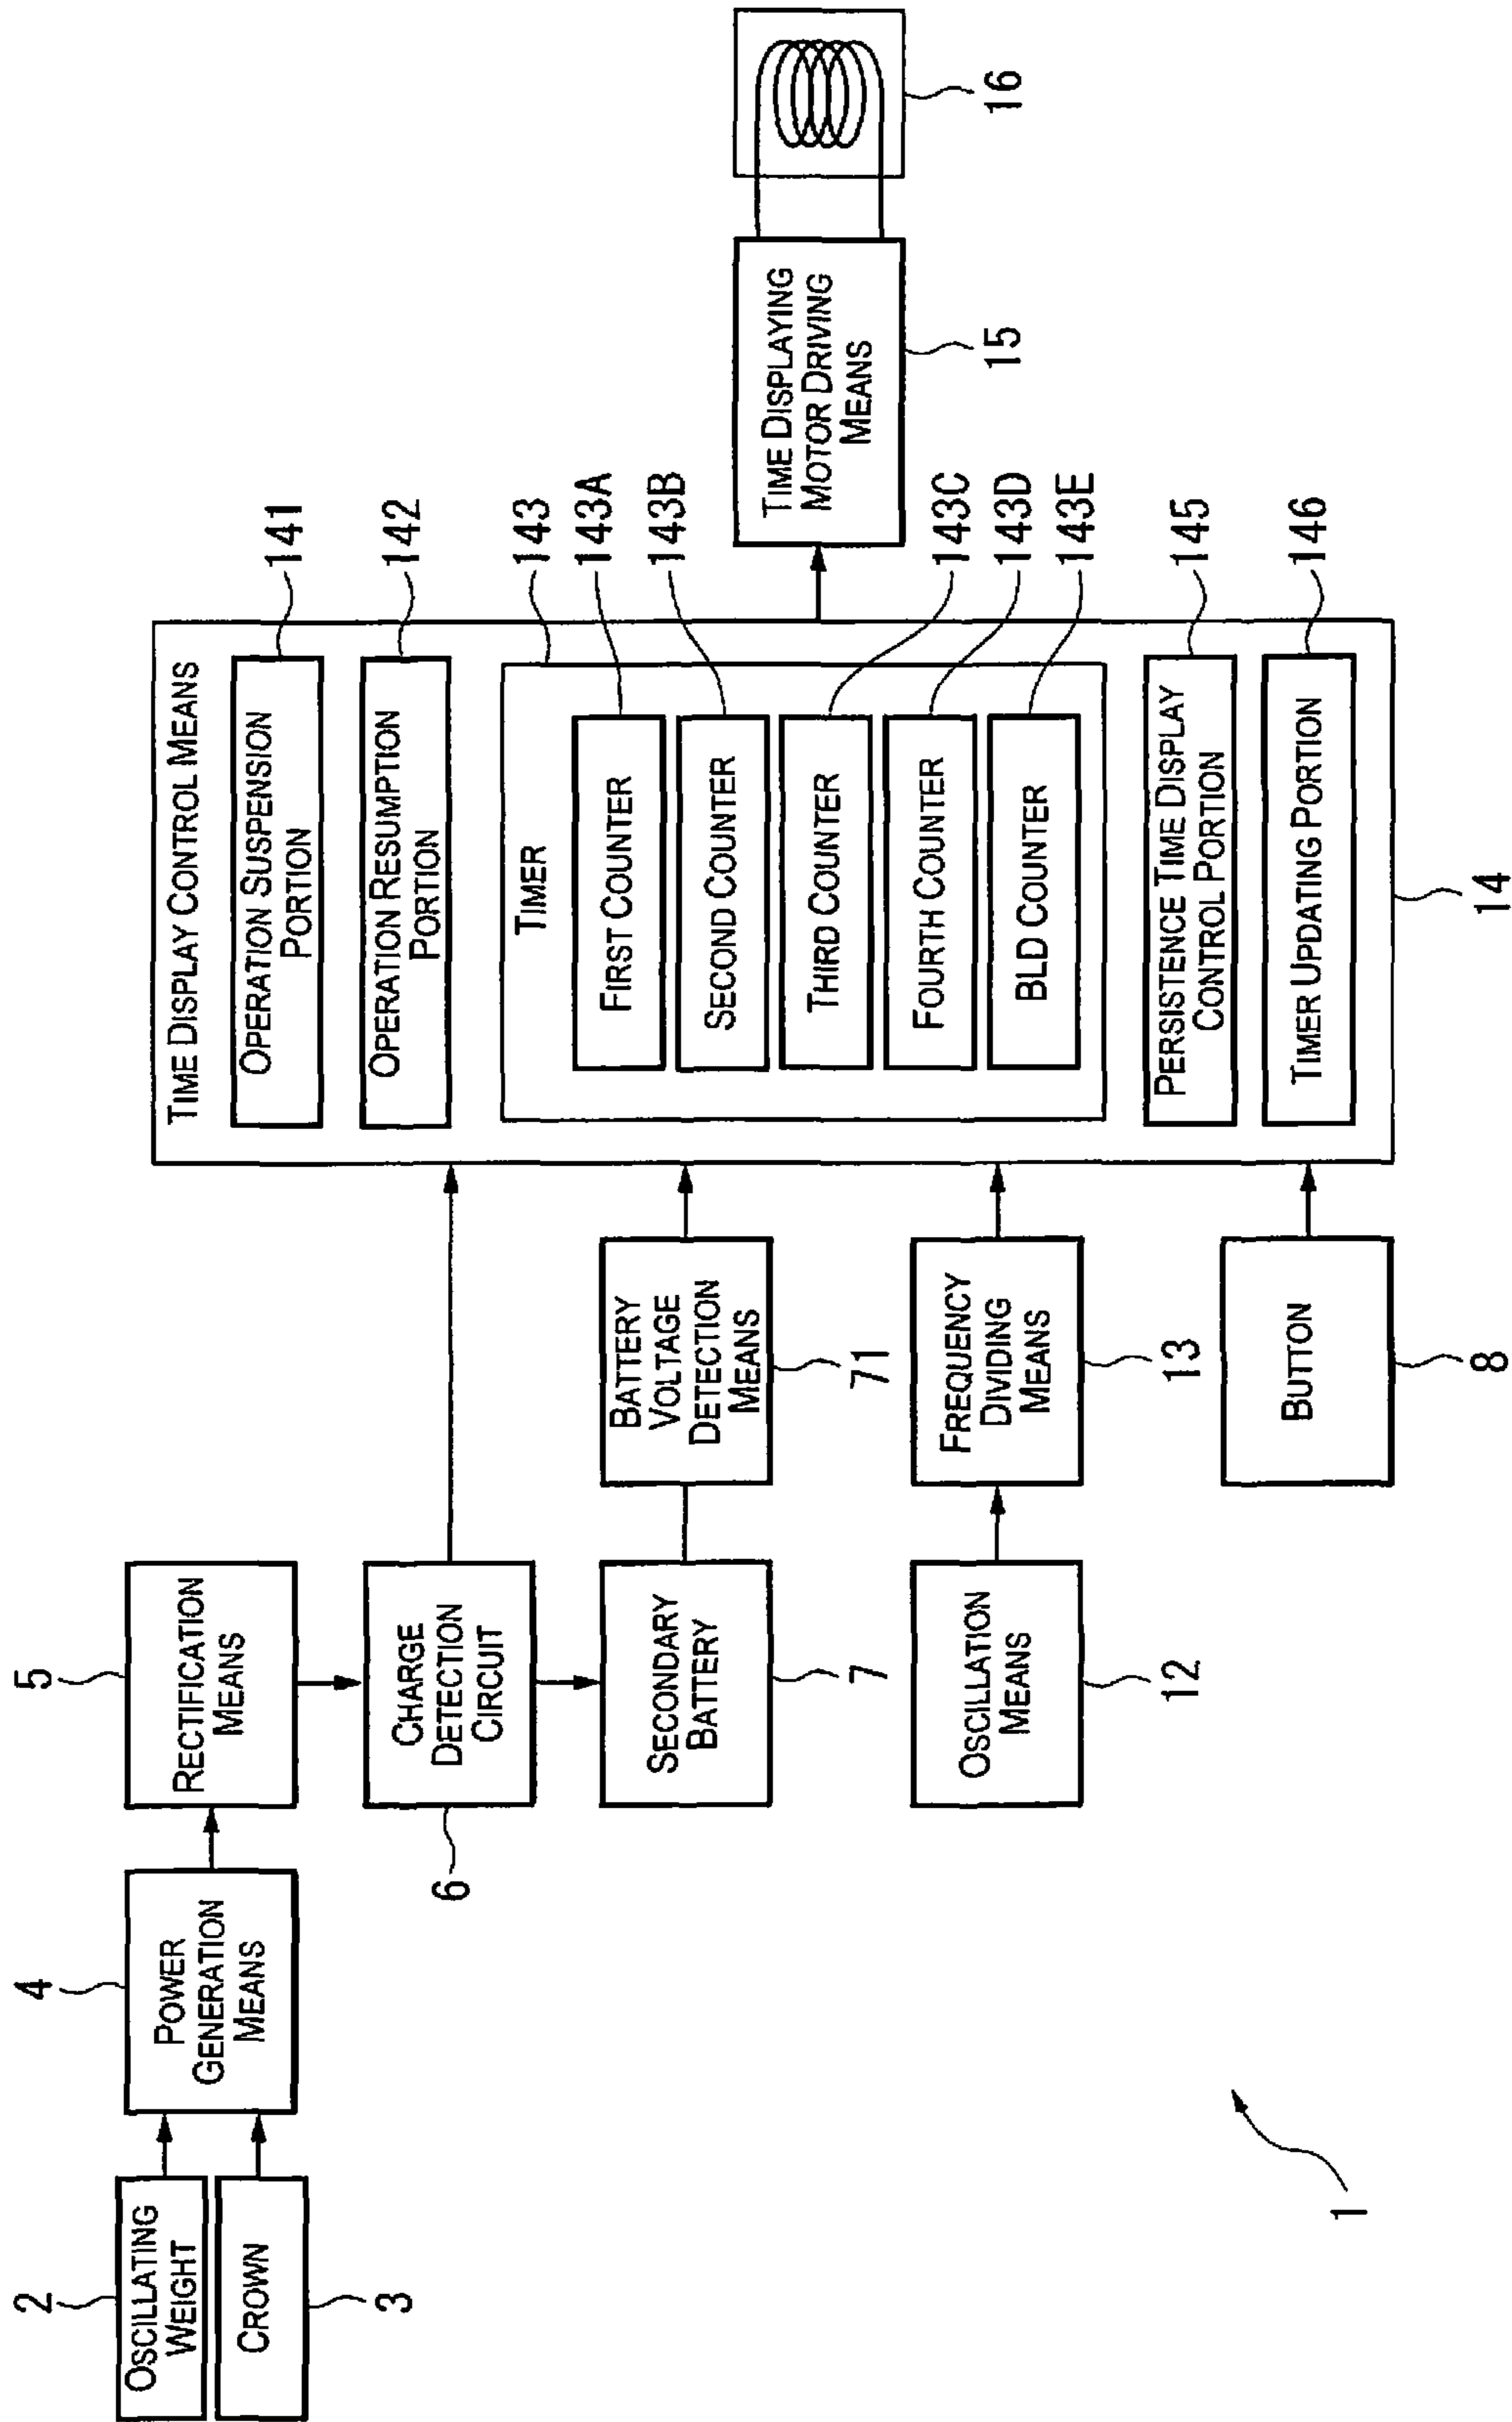 2
OSCILLATING
WEIGHT
CROWN
3
4
POWER
GENERATION
MEANS
5
RECTIFICATION
MEANS
CHARGE
DETECTION
CIRCUIT
6
SECONDARY
BATTERY
7
BATTERY
VOLTAGE
DETECTION
MEANS
71
OSCILLATION
MEANS
12
FREQUENCY
DIVIDING
MEANS
13
BUTTON
8
TIME DISPLAY CONTROL MEANS
OPERATION SUSPENSION
PORTION
141
OPERATION RESUMPTION
PORTION
142
TIMER
143
FIRST COUNTER
143A
SECOND COUNTER
143B
THIRD COUNTER
143C
FOURTH COUNTER
143D
BLD COUNTER
143E
PERSISTENCE TIME DISPLAY
CONTROL PORTION
145
TIMER UPDATING PORTION
146
14
TIME DISPLAYING
MOTOR DRIVING
MEANS
15
16
1